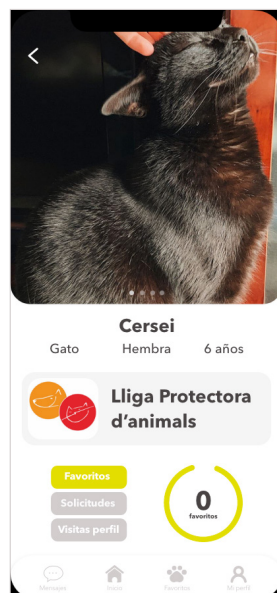 Cersei
Gato Hembra 6 años
Lliga Protectora
d’animals
Favoritos
Solicitudes
Visitas perfil
0
favoritos
Mensajes Inicio Favoritos Mi perfil